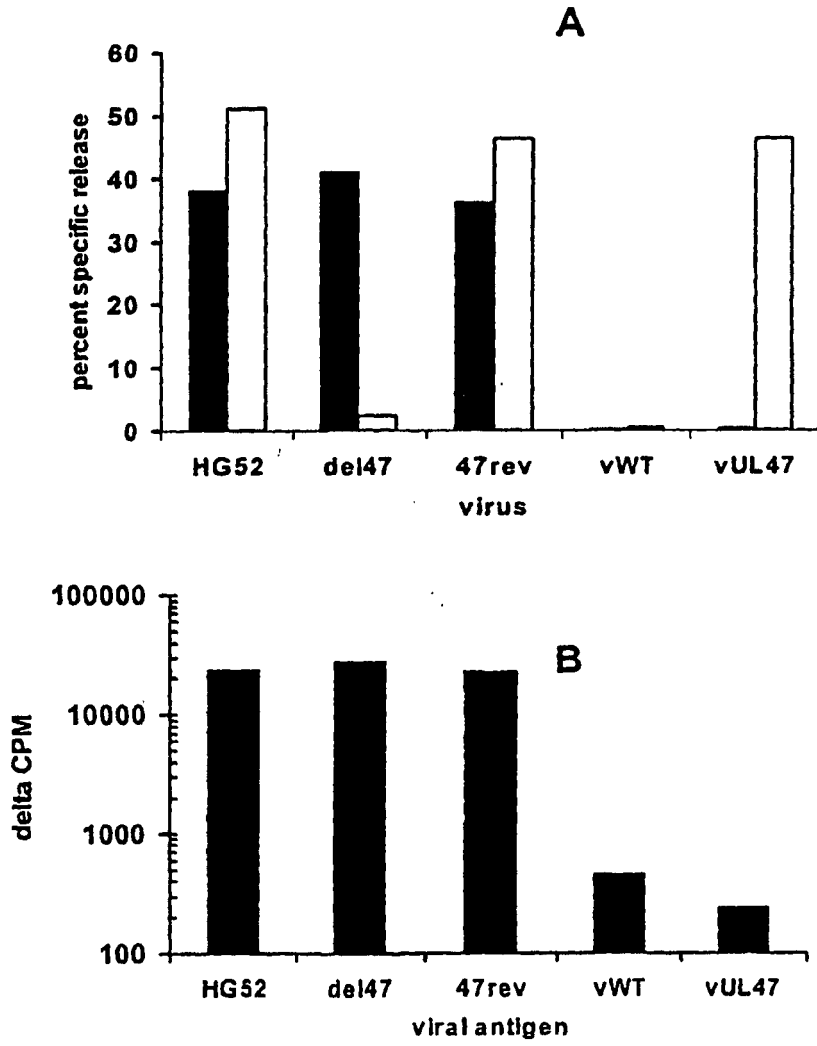 A
60
50
40
30
20
10
0
percent specific release
HG52 del47 47rev vWT vUL47
virus
B
100000
10000
1000
100
delta CPM
HG52 del47 47rev vWT vUL47
viral antigen